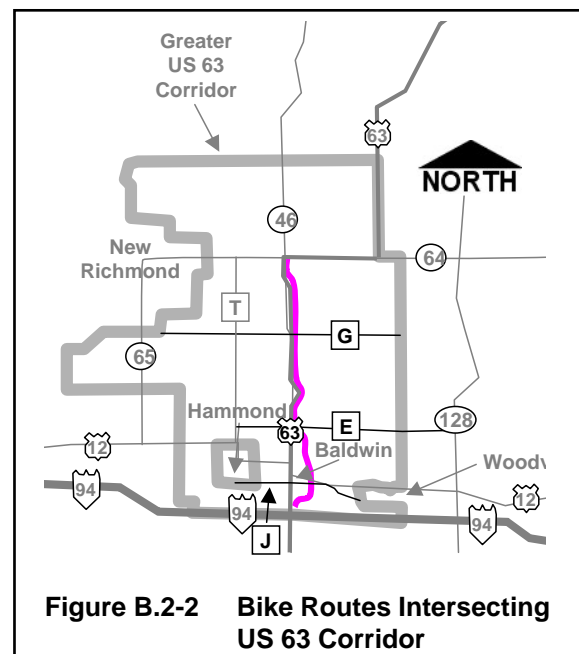 Greater
US 63
Corridor
63
NORTH
46
New
Richmond
64
T
G
65
Hammond
E
128
63
12
Baldwin
Woodv
94
12
94
J
94
Figure B.2-2 Bike Routes Intersecting
US 63 Corridor